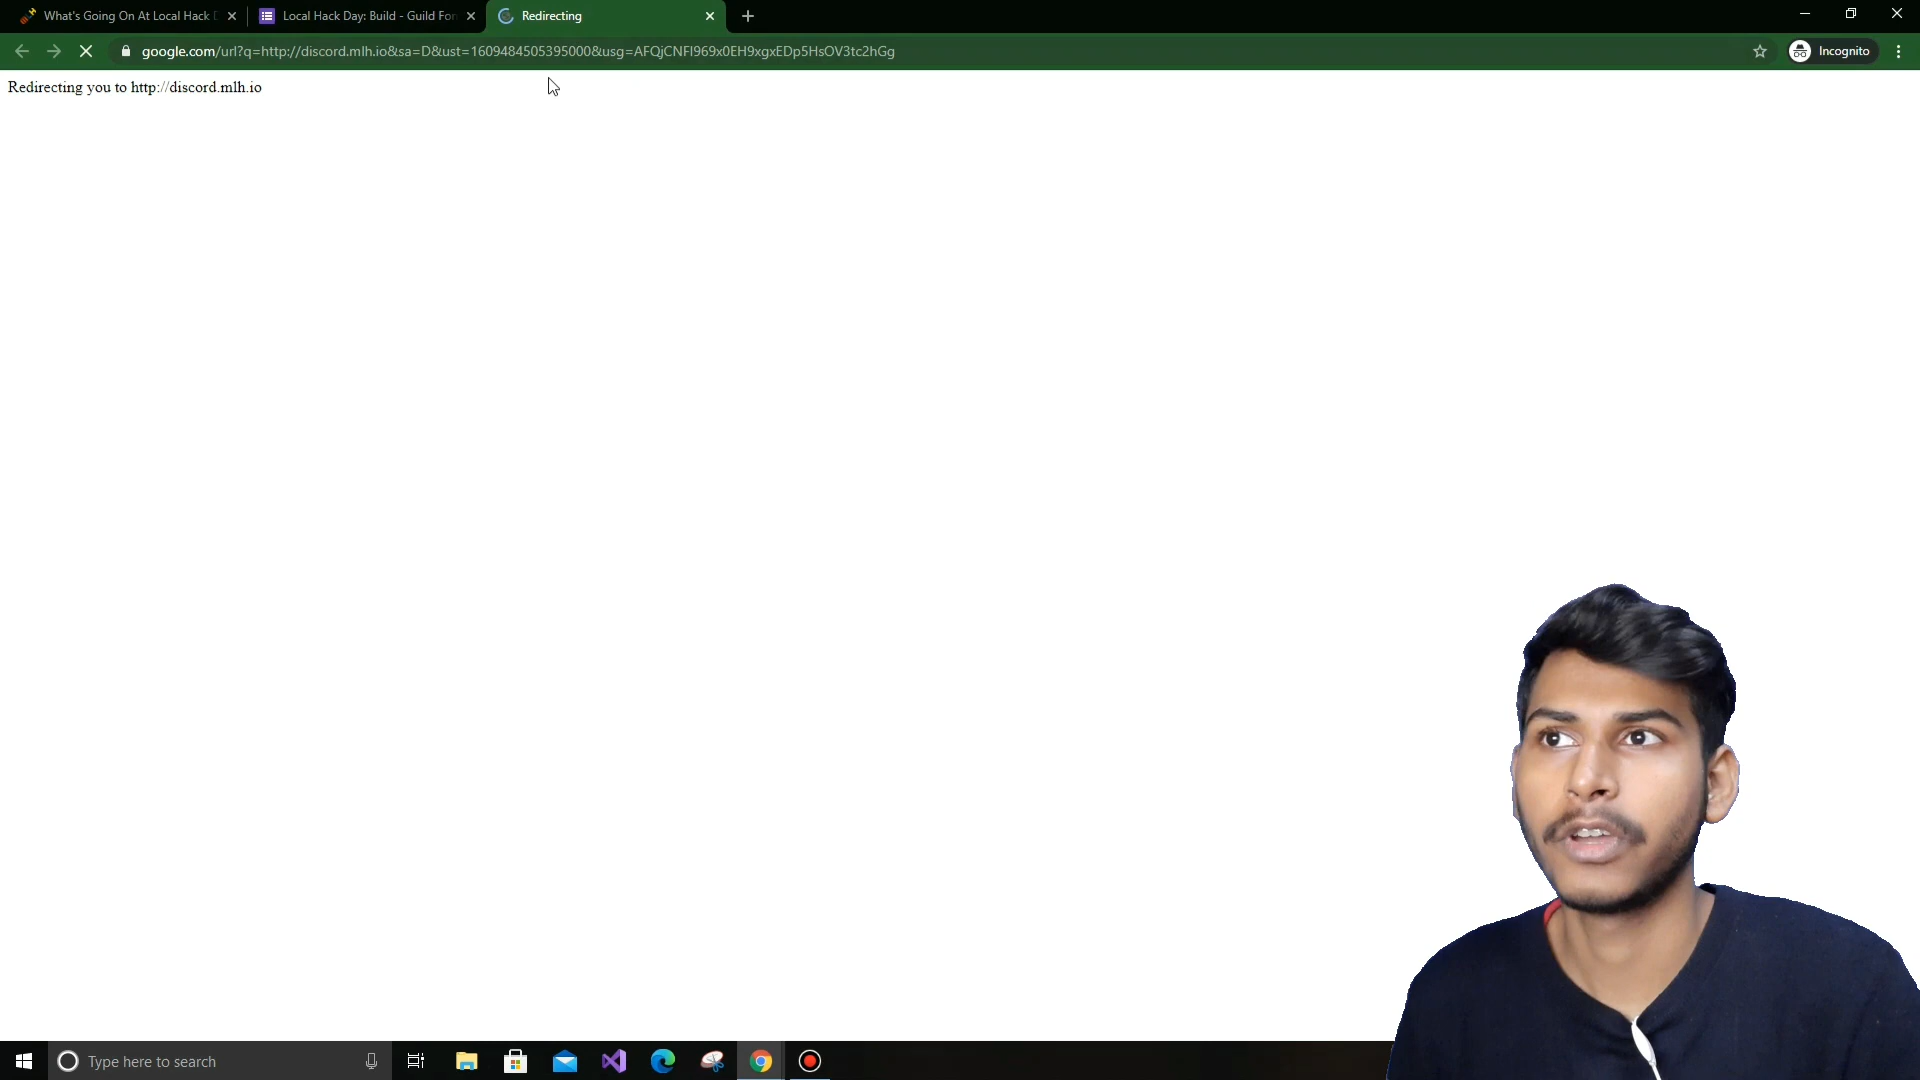 What's Going On At Local Hack D
Local Hack Day: Build - Guild For
Redirecting
google.com/url?q=http://discord.mlh.io&sa=D&ust=1609484505395000&usg=AFQjCNFI969x0EH9xgxEDp5HsOV3tc2hGg
Incognito
Redirecting you to http://discord.mlh.io
Type here to search